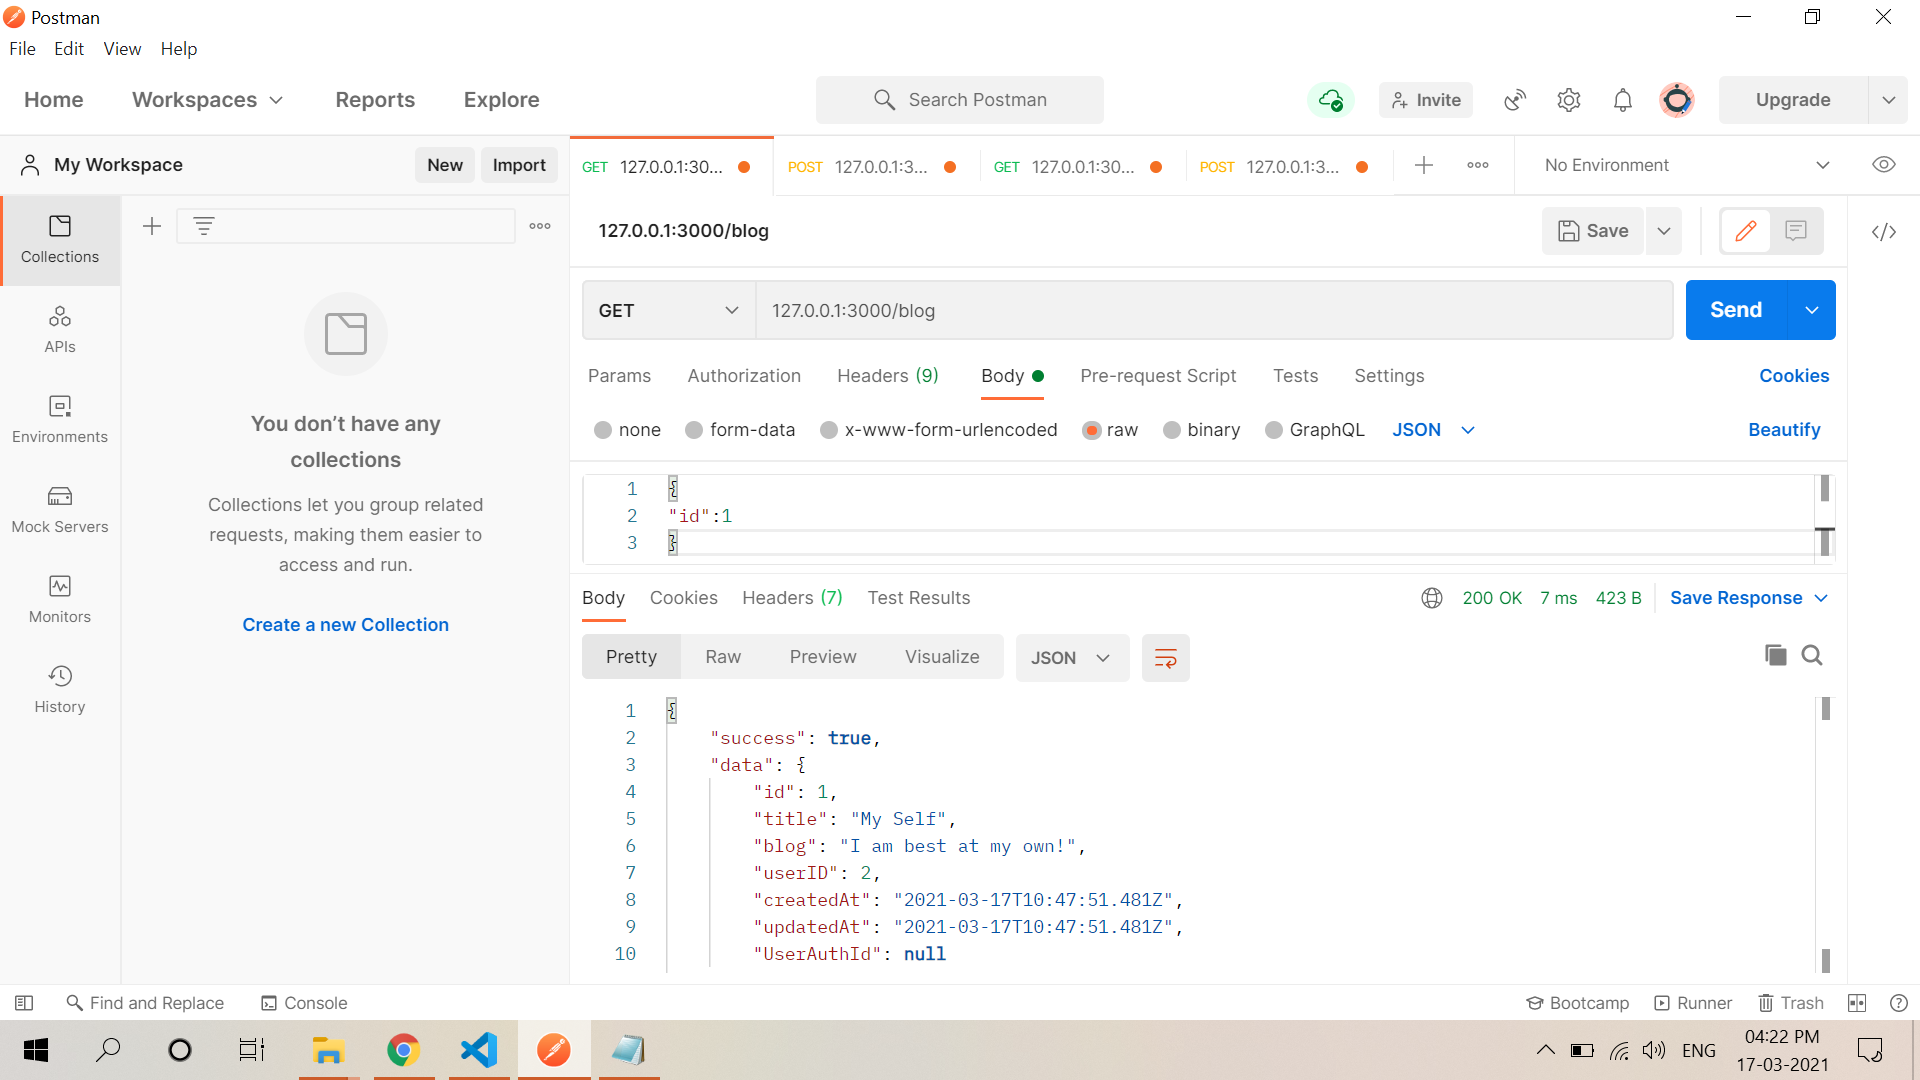 Postman
File Edit View Help
Home Workspaces Reports Explore Search Postman Invite Upgrade
My Workspace New Import GET 127.0.0.1:30... POST 127.0.0.1:3... GET 127.0.0.1:30... POST 127.0.0.1:3... No Environment
Collections
APIs
Environments
Mock Servers
Monitors
History
You don’t have any
collections
Collections let you group related
requests, making them easier to
access and run.
Create a new Collection
127.0.0.1:3000/blog Save
GET 127.0.0.1:3000/blog Send
Params Authorization Headers (9) Body Pre-request Script Tests Settings Cookies
none form-data x-www-form-urlencoded raw binary GraphQL JSON Beautify
1 {
2 "id":1
3 }
Body Cookies Headers (7) Test Results 200 OK 7 ms 423 B Save Response
Pretty Raw Preview Visualize JSON
1 {
2 "success": true,
3 "data": {
4 "id": 1,
5 "title": "My Self",
6 "blog": "I am best at my own!",
7 "userID": 2,
8 "createdAt": "2021-03-17T10:47:51.481Z",
9 "updatedAt": "2021-03-17T10:47:51.481Z",
10 "UserAuthId": null
Find and Replace Console Bootcamp Runner Trash
ENG 04:22 PM
17-03-2021